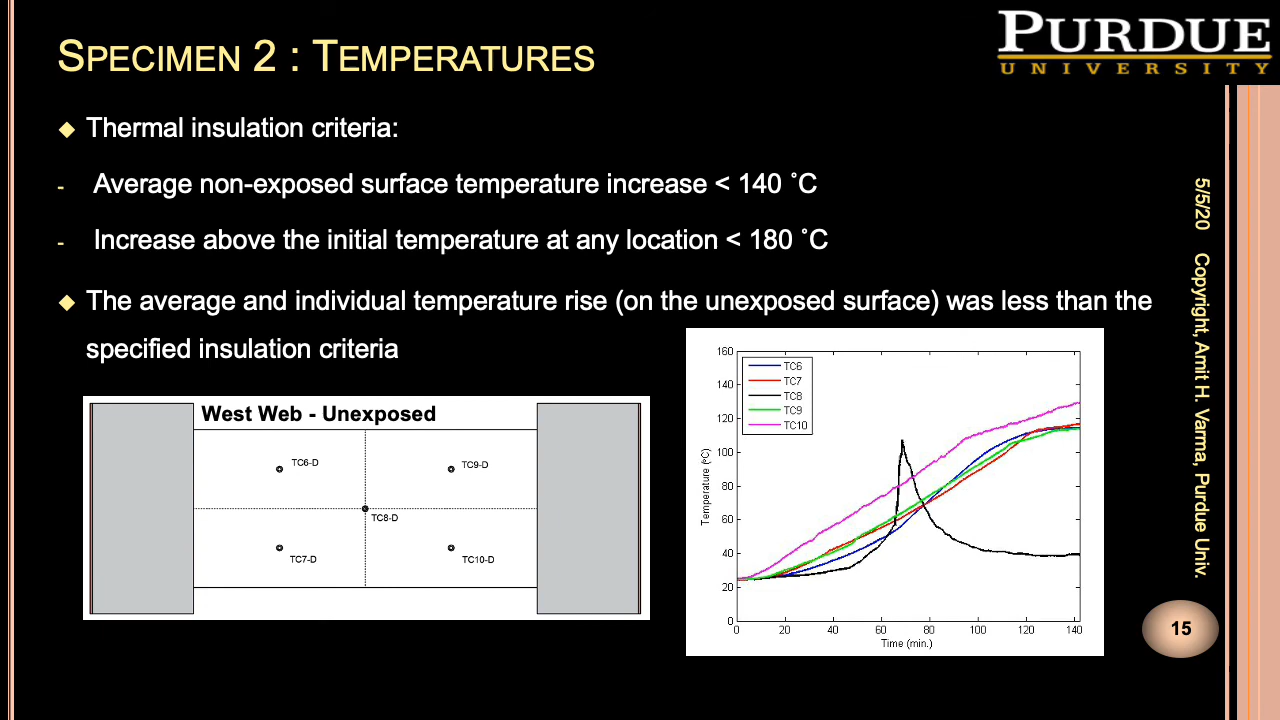 SPECIMEN 2 : TEMPERATURES
PURDUE
UNIVERSITY
◆ Thermal insulation criteria:
- Average non-exposed surface temperature increase < 140 ˚C
- Increase above the initial temperature at any location < 180 ˚C
◆ The average and individual temperature rise (on the unexposed surface) was less than the
specified insulation criteria
West Web - Unexposed
TC6-D
TC9-D
TC8-D
TC7-D
TC10-D
160
140
120
100
80
60
40
20
0
Temperature (ºC)
TC6
TC7
TC8
TC9
TC10
0 20 40 60 80 100 120 140
Time (min.)
5/5/20 Copyright, Amit H. Varma, Purdue Univ.
15